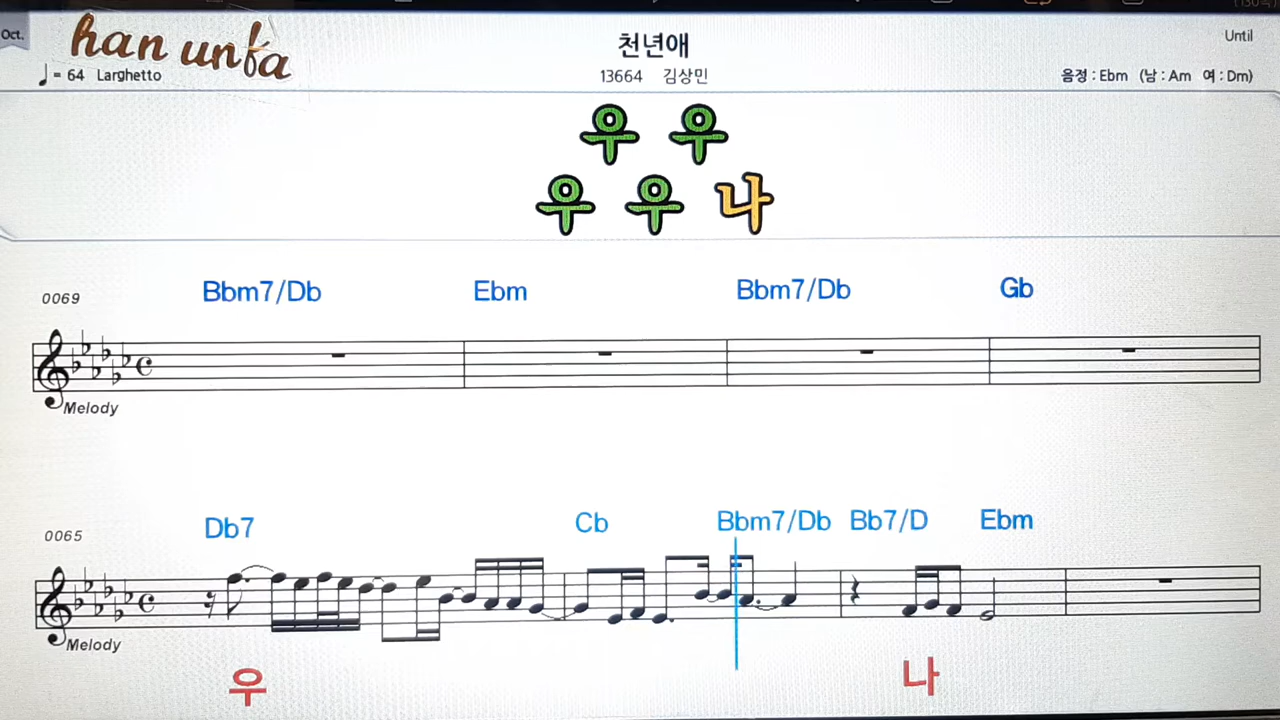 Oct.
han unfa
천년애
Until
♩ = 64 Larghetto
13664 김상민
음정 : Ebm (남 : Am 여 : Dm)
우 우
우 우 나
0069
Bbm7/Db Ebm Bbm7/Db Gb
Melody
0065
Db7 Cb Bbm7/Db Bb7/D Ebm
Melody
우 나